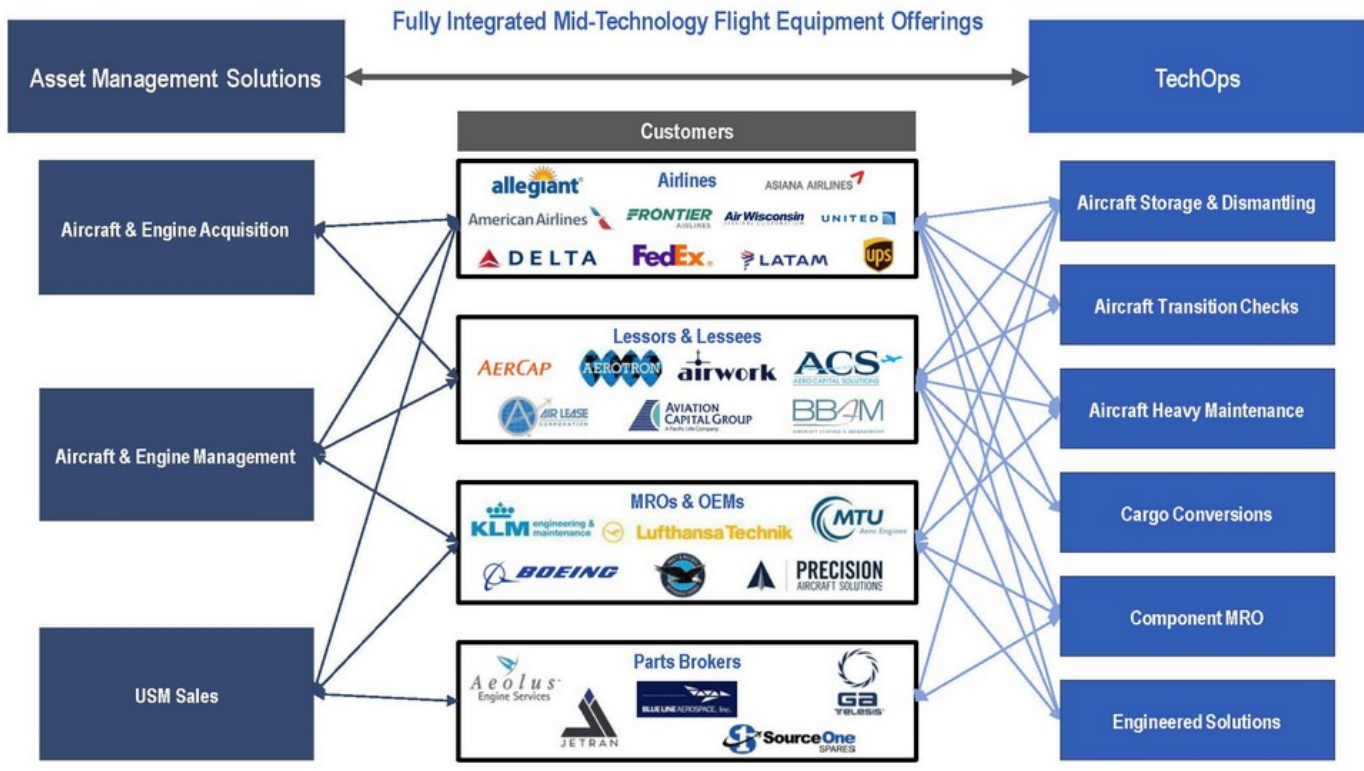 Fully Integrated Mid-Technology Flight Equipment Offerings
Asset Management Solutions
TechOps
Customers
Aircraft & Engine Acquisition
Aircraft & Engine Management
USM Sales
allegiant
Airlines
ASIANA AIRLINES
American Airlines
FRONTIER
AIRLINES
Air Wisconsin
AIRLINES CORPORATION
UNITED
DELTA
FedEx®
LATAM
ups
Lessors & Lessees
AERCAP
AEROTRON
airwork
ACS
AERO CAPITAL SOLUTIONS
AIR LEASE
CORPORATION
AVIATION
CAPITAL GROUP
A Pacific Life Company
BBAM
AIRCRAFT LEASING & MANAGEMENT
MROs & OEMs
KLM engineering &
maintenance
Lufthansa Technik
MTU
Aero Engines
BOEING
PRECISION
AIRCRAFT SOLUTIONS
Parts Brokers
Aeolus
Engine Services
JETRAN
BLUE LINE AEROSPACE, Inc.
GA
TELESIS
SourceOne
SPARES
Aircraft Storage & Dismantling
Aircraft Transition Checks
Aircraft Heavy Maintenance
Cargo Conversions
Component MRO
Engineered Solutions